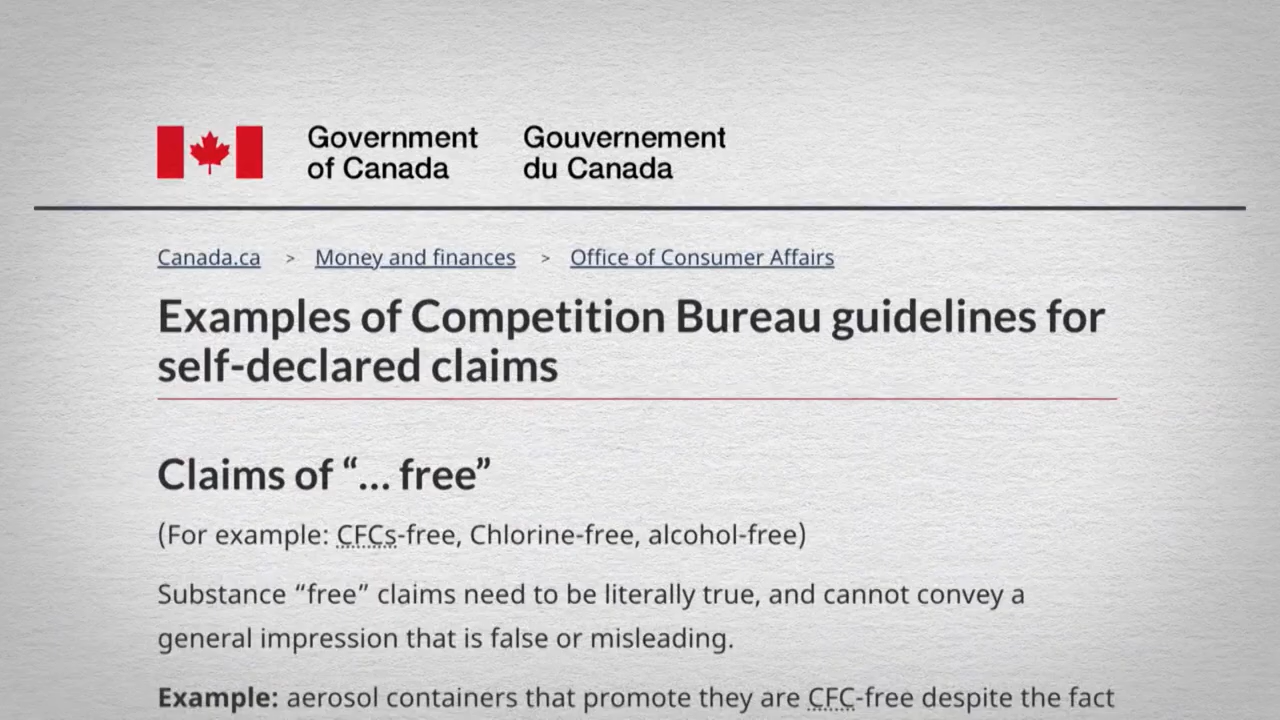 Government Gouvernement
of Canada du Canada
Canada.ca > Money and finances > Office of Consumer Affairs
Examples of Competition Bureau guidelines for
self-declared claims
Claims of “... free”
(For example: CFCs-free, Chlorine-free, alcohol-free)
Substance “free” claims need to be literally true, and cannot convey a
general impression that is false or misleading.
Example: aerosol containers that promote they are CFC-free despite the fact